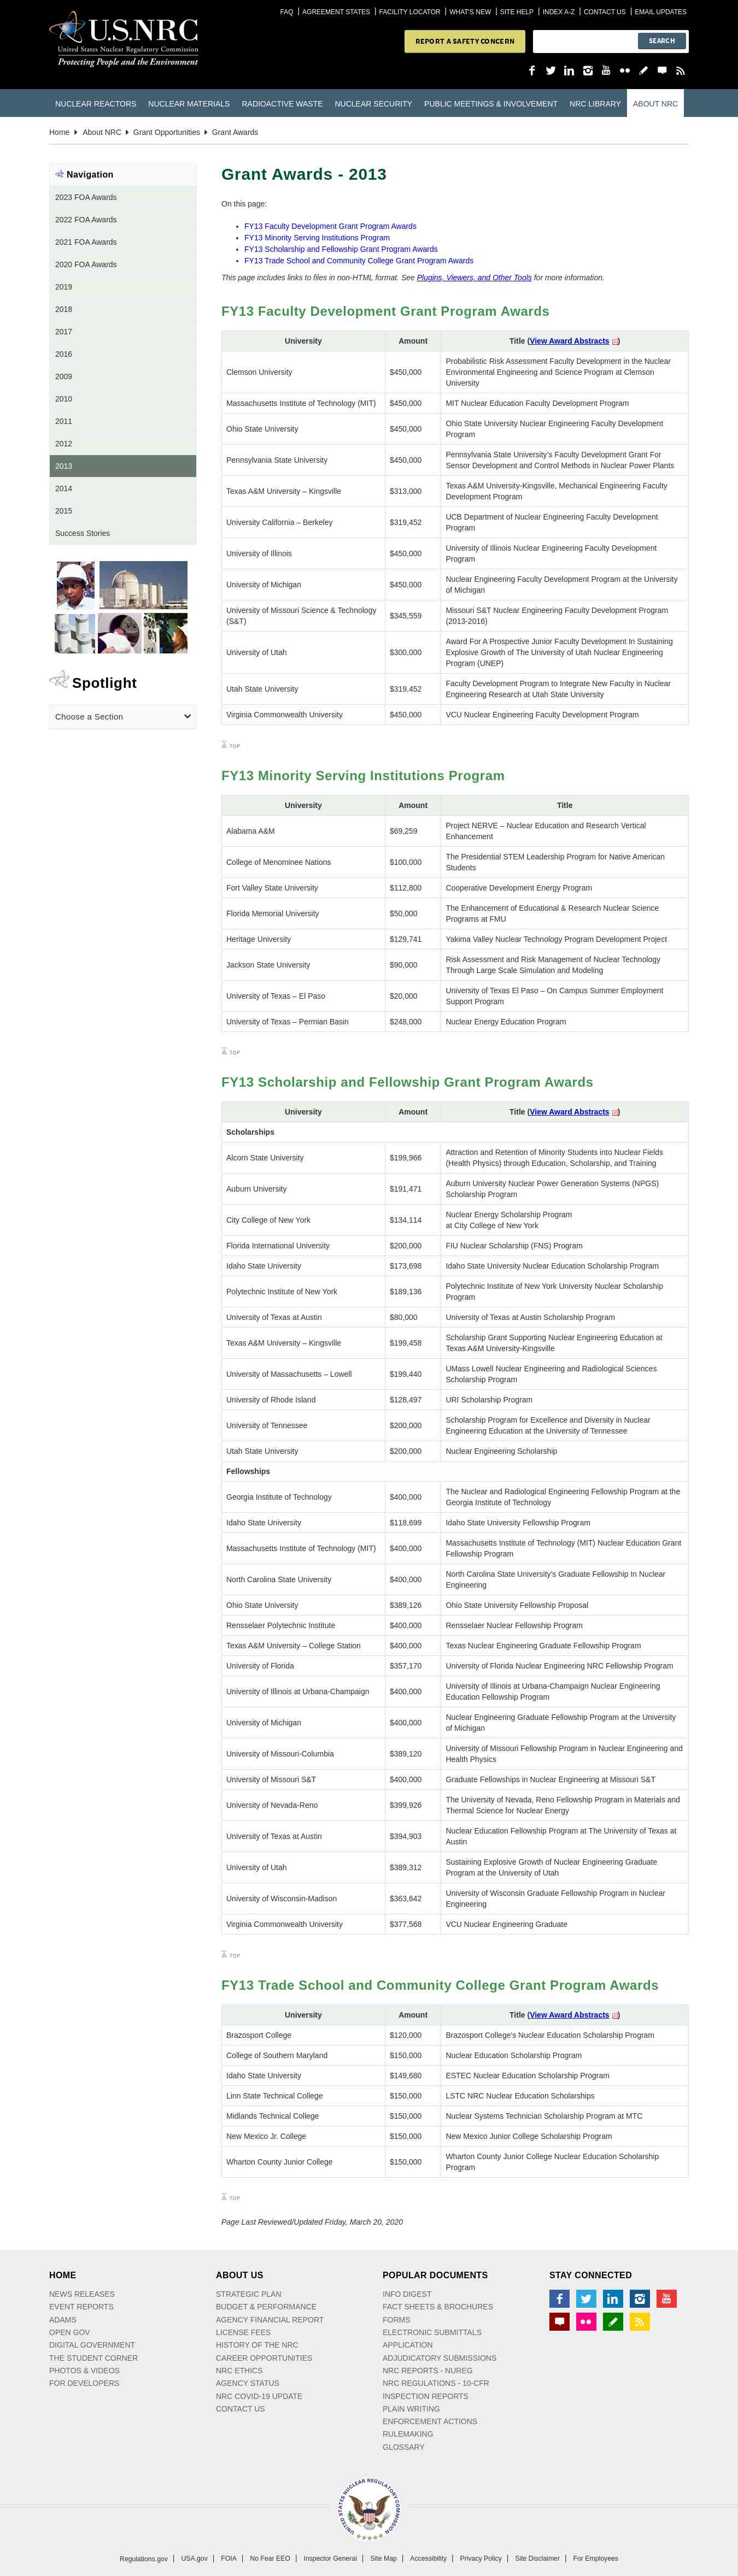 FAQ | AGREEMENT STATES | FACILITY LOCATOR | WHAT'S NEW | SITE HELP | INDEX A-Z | CONTACT US | EMAIL UPDATES
U.S.NRC
United States Nuclear Regulatory Commission
Protecting People and the Environment
REPORT A SAFETY CONCERN
SEARCH
NUCLEAR REACTORS NUCLEAR MATERIALS RADIOACTIVE WASTE NUCLEAR SECURITY PUBLIC MEETINGS & INVOLVEMENT NRC LIBRARY ABOUT NRC
Home About NRC Grant Opportunities Grant Awards
Navigation
2023 FOA Awards
2022 FOA Awards
2021 FOA Awards
2020 FOA Awards
2019
2018
2017
2016
2009
2010
2011
2012
2013
2014
2015
Success Stories
Spotlight
Choose a Section
Grant Awards - 2013
On this page:
• FY13 Faculty Development Grant Program Awards
• FY13 Minority Serving Institutions Program
• FY13 Scholarship and Fellowship Grant Program Awards
• FY13 Trade School and Community College Grant Program Awards
This page includes links to files in non-HTML format. See Plugins, Viewers, and Other Tools for more information.
FY13 Faculty Development Grant Program Awards
University Amount Title (View Award Abstracts)
Clemson University $450,000 Probabilistic Risk Assessment Faculty Development in the Nuclear
Environmental Engineering and Science Program at Clemson
University
Massachusetts Institute of Technology (MIT) $450,000 MIT Nuclear Education Faculty Development Program
Ohio State University $450,000 Ohio State University Nuclear Engineering Faculty Development
Program
Pennsylvania State University $450,000 Pennsylvania State University's Faculty Development Grant For
Sensor Development and Control Methods in Nuclear Power Plants
Texas A&M University – Kingsville $313,000 Texas A&M University-Kingsville, Mechanical Engineering Faculty
Development Program
University California – Berkeley $319,452 UCB Department of Nuclear Engineering Faculty Development
Program
University of Illinois $450,000 University of Illinois Nuclear Engineering Faculty Development
Program
University of Michigan $450,000 Nuclear Engineering Faculty Development Program at the University
of Michigan
University of Missouri Science & Technology
(S&T) $345,559 Missouri S&T Nuclear Engineering Faculty Development Program
(2013-2016)
University of Utah $300,000 Award For A Prospective Junior Faculty Development In Sustaining
Explosive Growth of The University of Utah Nuclear Engineering
Program (UNEP)
Utah State University $319,452 Faculty Development Program to Integrate New Faculty in Nuclear
Engineering Research at Utah State University
Virginia Commonwealth University $450,000 VCU Nuclear Engineering Faculty Development Program
TOP
FY13 Minority Serving Institutions Program
University Amount Title
Alabama A&M $69,259 Project NERVE – Nuclear Education and Research Vertical
Enhancement
College of Menominee Nations $100,000 The Presidential STEM Leadership Program for Native American
Students
Fort Valley State University $112,800 Cooperative Development Energy Program
Florida Memorial University $50,000 The Enhancement of Educational & Research Nuclear Science
Programs at FMU
Heritage University $129,741 Yakima Valley Nuclear Technology Program Development Project
Jackson State University $90,000 Risk Assessment and Risk Management of Nuclear Technology
Through Large Scale Simulation and Modeling
University of Texas – El Paso $20,000 University of Texas El Paso – On Campus Summer Employment
Support Program
University of Texas – Permian Basin $248,000 Nuclear Energy Education Program
TOP
FY13 Scholarship and Fellowship Grant Program Awards
University Amount Title (View Award Abstracts)
Scholarships
Alcorn State University $199,966 Attraction and Retention of Minority Students into Nuclear Fields
(Health Physics) through Education, Scholarship, and Training
Auburn University $191,471 Auburn University Nuclear Power Generation Systems (NPGS)
Scholarship Program
City College of New York $134,114 Nuclear Energy Scholarship Program
at City College of New York
Florida International University $200,000 FIU Nuclear Scholarship (FNS) Program
Idaho State University $173,698 Idaho State University Nuclear Education Scholarship Program
Polytechnic Institute of New York $189,136 Polytechnic Institute of New York University Nuclear Scholarship
Program
University of Texas at Austin $80,000 University of Texas at Austin Scholarship Program
Texas A&M University – Kingsville $199,458 Scholarship Grant Supporting Nuclear Engineering Education at
Texas A&M University-Kingsville
University of Massachusetts – Lowell $199,440 UMass Lowell Nuclear Engineering and Radiological Sciences
Scholarship Program
University of Rhode Island $128,497 URI Scholarship Program
University of Tennessee $200,000 Scholarship Program for Excellence and Diversity in Nuclear
Engineering Education at the University of Tennessee
Utah State University $200,000 Nuclear Engineering Scholarship
Fellowships
Georgia Institute of Technology $400,000 The Nuclear and Radiological Engineering Fellowship Program at the
Georgia Institute of Technology
Idaho State University $118,699 Idaho State University Fellowship Program
Massachusetts Institute of Technology (MIT) $400,000 Massachusetts Institute of Technology (MIT) Nuclear Education Grant
Fellowship Program
North Carolina State University $400,000 North Carolina State University's Graduate Fellowship In Nuclear
Engineering
Ohio State University $389,126 Ohio State University Fellowship Proposal
Rensselaer Polytechnic Institute $400,000 Rensselaer Nuclear Fellowship Program
Texas A&M University – College Station $400,000 Texas Nuclear Engineering Graduate Fellowship Program
University of Florida $357,170 University of Florida Nuclear Engineering NRC Fellowship Program
University of Illinois at Urbana-Champaign $400,000 University of Illinois at Urbana-Champaign Nuclear Engineering
Education Fellowship Program
University of Michigan $400,000 Nuclear Engineering Graduate Fellowship Program at the University
of Michigan
University of Missouri-Columbia $389,120 University of Missouri Fellowship Program in Nuclear Engineering and
Health Physics
University of Missouri S&T $400,000 Graduate Fellowships in Nuclear Engineering at Missouri S&T
University of Nevada-Reno $399,926 The University of Nevada, Reno Fellowship Program in Materials and
Thermal Science for Nuclear Energy
University of Texas at Austin $394,903 Nuclear Education Fellowship Program at The University of Texas at
Austin
University of Utah $389,312 Sustaining Explosive Growth of Nuclear Engineering Graduate
Program at the University of Utah
University of Wisconsin-Madison $363,642 University of Wisconsin Graduate Fellowship Program in Nuclear
Engineering
Virginia Commonwealth University $377,568 VCU Nuclear Engineering Graduate
TOP
FY13 Trade School and Community College Grant Program Awards
University Amount Title (View Award Abstracts)
Brazosport College $120,000 Brazosport College's Nuclear Education Scholarship Program
College of Southern Maryland $150,000 Nuclear Education Scholarship Program
Idaho State University $149,680 ESTEC Nuclear Education Scholarship Program
Linn State Technical College $150,000 LSTC NRC Nuclear Education Scholarships
Midlands Technical College $150,000 Nuclear Systems Technician Scholarship Program at MTC
New Mexico Jr. College $150,000 New Mexico Junior College Scholarship Program
Wharton County Junior College $150,000 Wharton County Junior College Nuclear Education Scholarship
Program
TOP
Page Last Reviewed/Updated Friday, March 20, 2020
HOME
NEWS RELEASES
EVENT REPORTS
ADAMS
OPEN GOV
DIGITAL GOVERNMENT
THE STUDENT CORNER
PHOTOS & VIDEOS
FOR DEVELOPERS
ABOUT US
STRATEGIC PLAN
BUDGET & PERFORMANCE
AGENCY FINANCIAL REPORT
LICENSE FEES
HISTORY OF THE NRC
CAREER OPPORTUNITIES
NRC ETHICS
AGENCY STATUS
NRC COVID-19 UPDATE
CONTACT US
POPULAR DOCUMENTS
INFO DIGEST
FACT SHEETS & BROCHURES
FORMS
ELECTRONIC SUBMITTALS
APPLICATION
ADJUDICATORY SUBMISSIONS
NRC REPORTS - NUREG
NRC REGULATIONS - 10-CFR
INSPECTION REPORTS
PLAIN WRITING
ENFORCEMENT ACTIONS
RULEMAKING
GLOSSARY
STAY CONNECTED
You Tube
UNITED STATES NUCLEAR REGULATORY COMMISSION
Regulations.gov | USA.gov | FOIA | No Fear EEO | Inspector General | Site Map | Accessibility | Privacy Policy | Site Disclaimer | For Employees